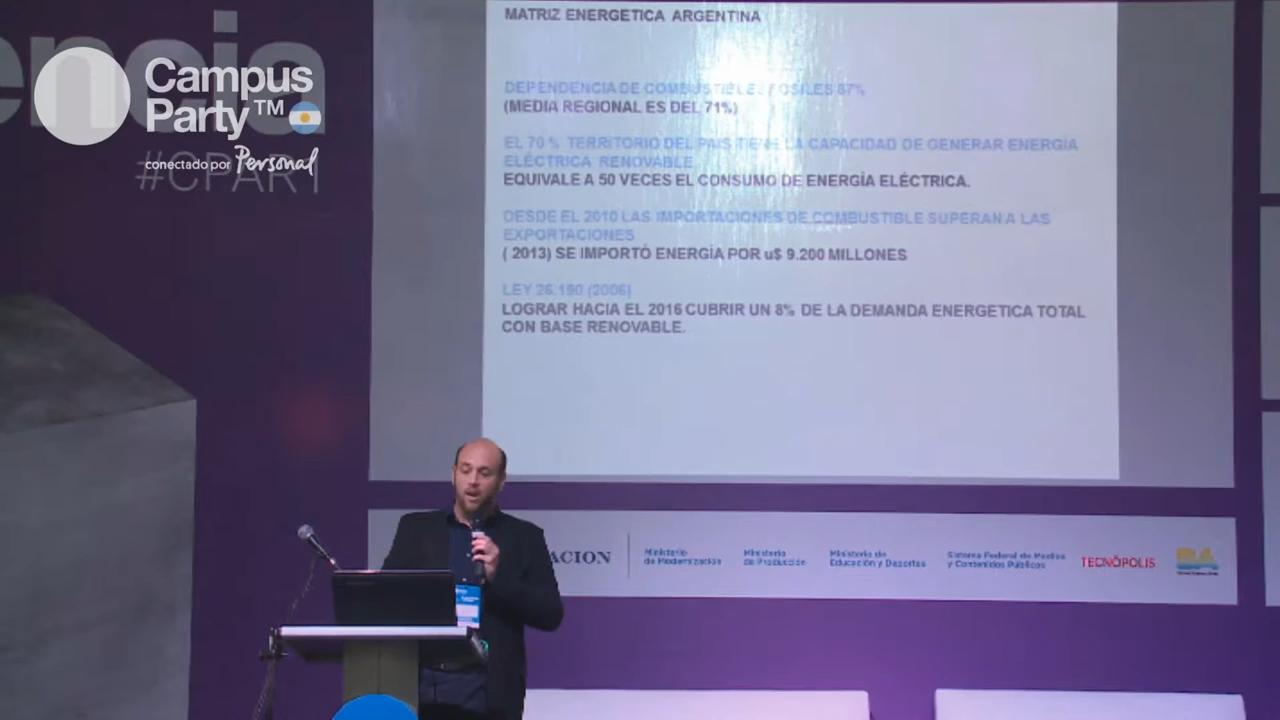 encia
#CPAR1
Campus
Party™
conectado por Personal
MATRIZ ENERGETICA ARGENTINA
DEPENDENCIA DE COMBUSTIBLES FOSILES 87%
(MEDIA REGIONAL ES DEL 71%)
EL 70 % TERRITORIO DEL PAIS TIENE LA CAPACIDAD DE GENERAR ENERGÍA
ELÉCTRICA RENOVABLE
EQUIVALE A 50 VECES EL CONSUMO DE ENERGÍA ELÉCTRICA.
DESDE EL 2010 LAS IMPORTACIONES DE COMBUSTIBLE SUPERAN A LAS
EXPORTACIONES
( 2013) SE IMPORTÓ ENERGÍA POR u$ 9.200 MILLONES
LEY 26.190 (2006)
LOGRAR HACIA EL 2016 CUBRIR UN 8% DE LA DEMANDA ENERGETICA TOTAL
CON BASE RENOVABLE.
ACION
Ministerio
de Modernización
Ministerio
de Producción
Ministerio de
Educación y Deportes
Sistema Federal de Medios
y Contenidos Públicos
TECNÓPOLIS
BA